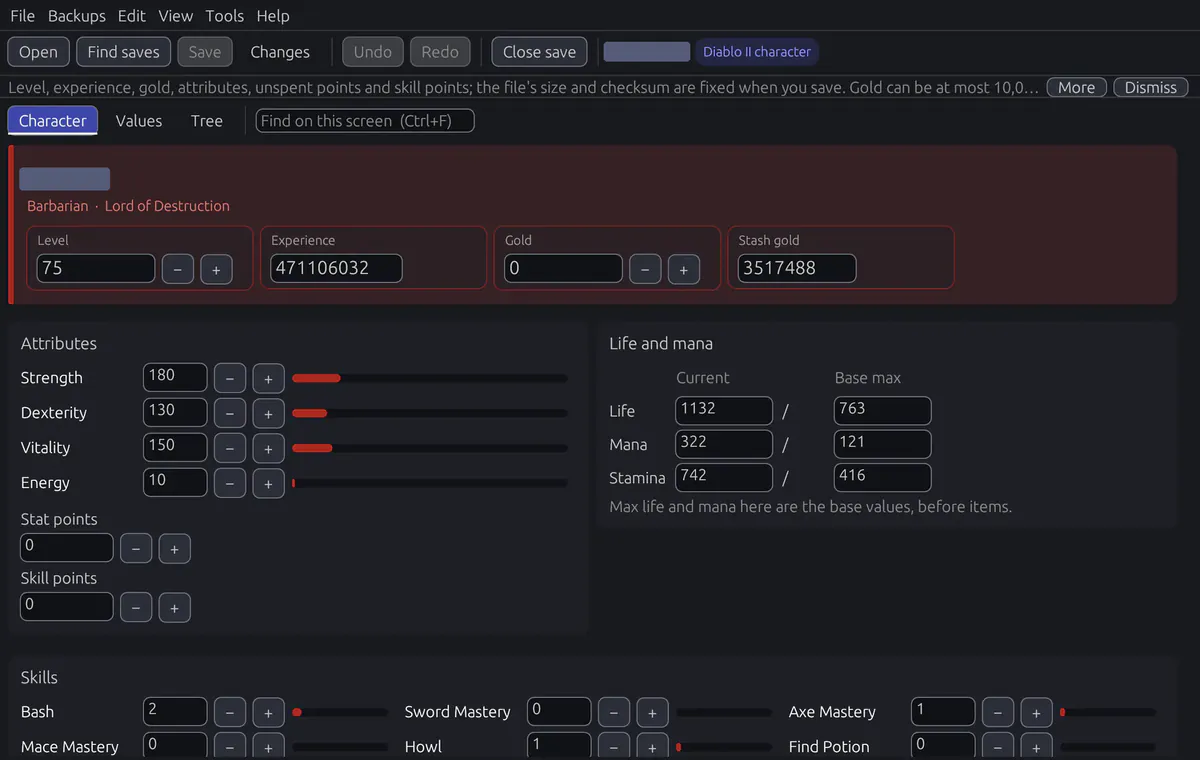 File Backups Edit View Tools Help
Open Find saves Save Changes Undo Redo Close save Diablo II character
Level, experience, gold, attributes, unspent points and skill points; the file's size and checksum are fixed when you save. Gold can be at most 10,0... More Dismiss
Character Values Tree Find on this screen (Ctrl+F)
Barbarian · Lord of Destruction
Level Experience Gold Stash gold
75 − + 471106032 0 − + 3517488
Attributes
Strength 180 − +
Dexterity 130 − +
Vitality 150 − +
Energy 10 − +
Stat points
0 − +
Skill points
0 − +
Life and mana
Current Base max
Life 1132 / 763
Mana 322 / 121
Stamina 742 / 416
Max life and mana here are the base values, before items.
Skills
Bash 2 − + Sword Mastery 0 − + Axe Mastery 1 − +
Mace Mastery 0 − + Howl 1 − + Find Potion 0 − +